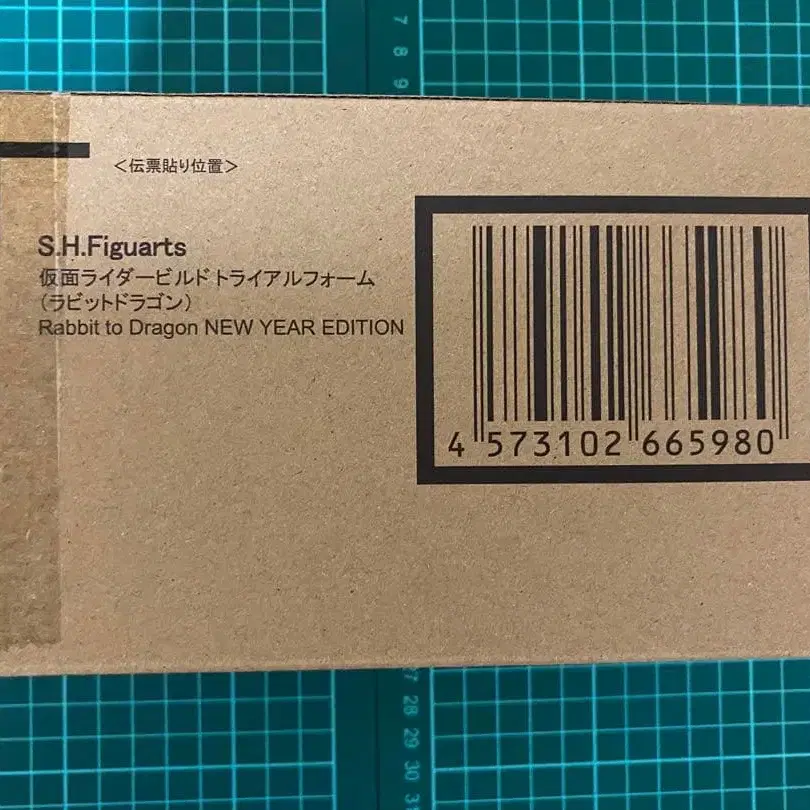 7
8
9
<伝票貼り位置>
S.H.Figuarts
仮面ライダービルド トライアルフォーム
(ラビットドラゴン)
Rabbit to Dragon NEW YEAR EDITION
4 573102 665980
27
28
29
30